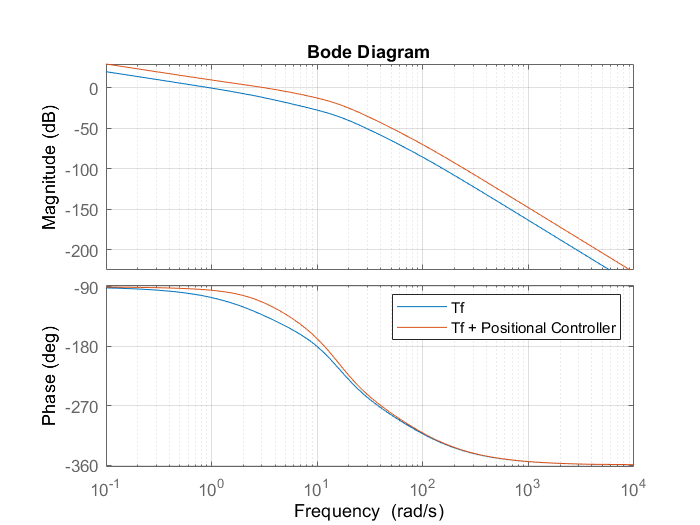 Bode Diagram
Magnitude (dB)
0
-50
-100
-150
-200
Phase (deg)
-90
-180
-270
-360
Tf
Tf + Positional Controller
10^-1
10^0
10^1
10^2
10^3
10^4
Frequency (rad/s)